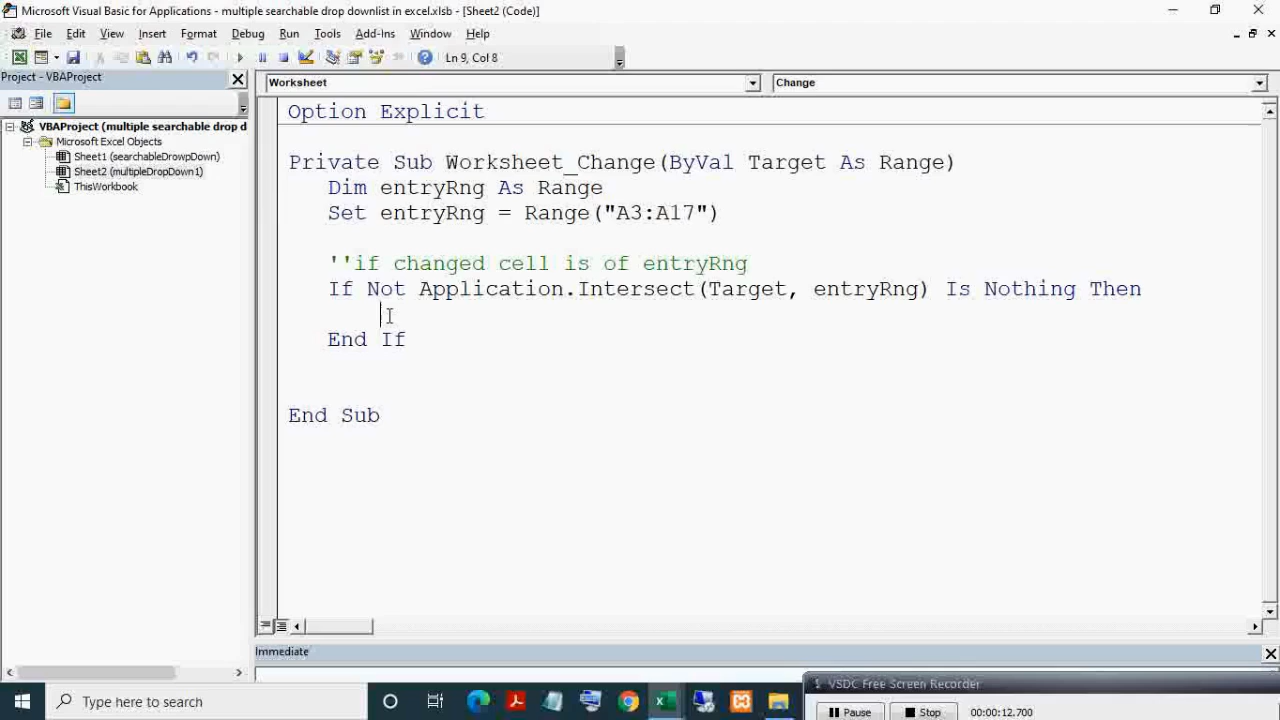 Microsoft Visual Basic for Applications - multiple searchable drop downlist in excel.xlsb - [Sheet2 (Code)]
File Edit View Insert Format Debug Run Tools Add-Ins Window Help
Ln 9, Col 8
Project - VBAProject
Worksheet
Change
VBAProject (multiple searchable drop d
Microsoft Excel Objects
Sheet1 (searchableDrowpDown)
Sheet2 (multipleDropDown1)
ThisWorkbook
Option Explicit
Private Sub Worksheet_Change(ByVal Target As Range)
Dim entryRng As Range
Set entryRng = Range("A3:A17")
''if changed cell is of entryRng
If Not Application.Intersect(Target, entryRng) Is Nothing Then
End If
End Sub
Immediate
Type here to search
VSDC Free Screen Recorder
Pause
Stop
00:00:12.700